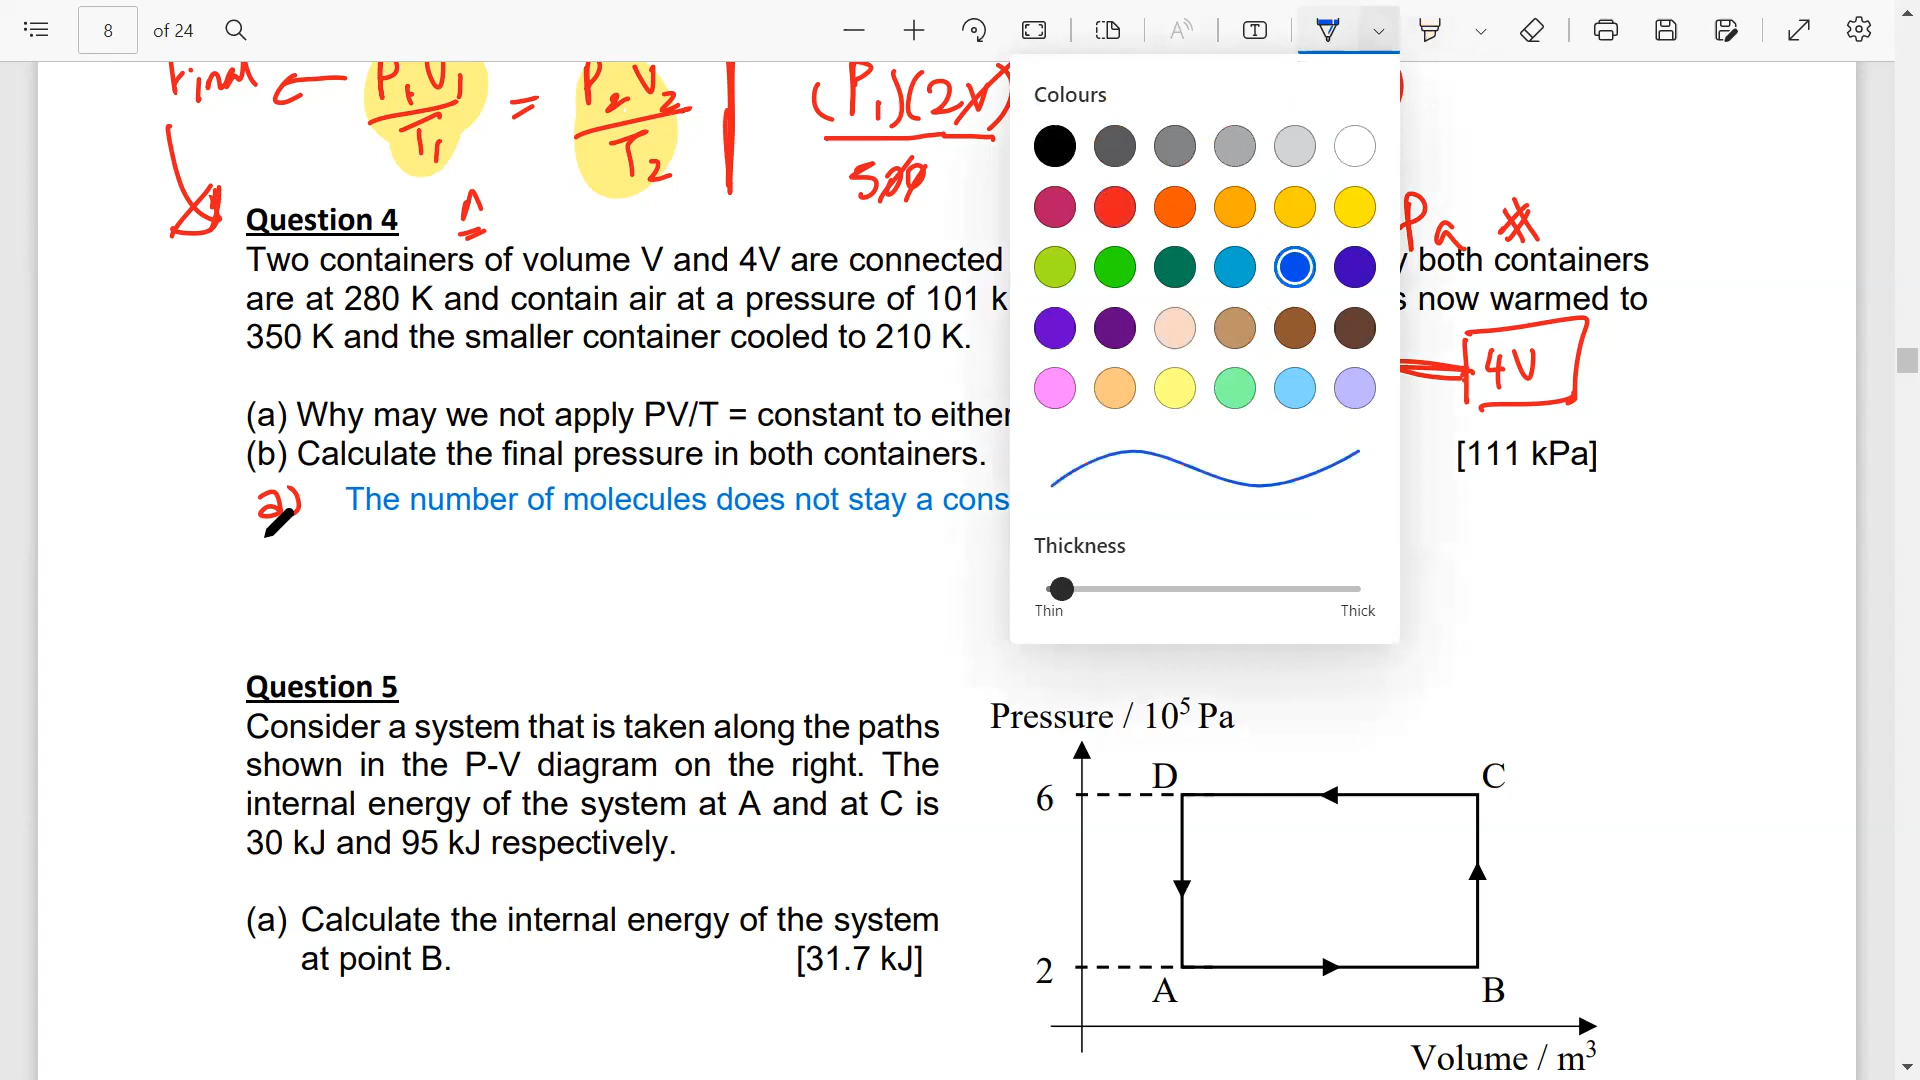 8 of 24
Final ← P₁V₁/T₁ = P₂V₂/T₂ (P₁)(2V) 500
Question 4
Pa #
Two containers of volume V and 4V are connected both containers
are at 280 K and contain air at a pressure of 101 k now warmed to
350 K and the smaller container cooled to 210 K.
4V
(a) Why may we not apply PV/T = constant to either
(b) Calculate the final pressure in both containers. [111 kPa]
a) The number of molecules does not stay a cons
Colours
Thickness
Thin Thick
Question 5
Consider a system that is taken along the paths
shown in the P-V diagram on the right. The
internal energy of the system at A and at C is
30 kJ and 95 kJ respectively.
(a) Calculate the internal energy of the system
at point B. [31.7 kJ]
Pressure / 10⁵ Pa
D C
6
2
A B
Volume / m³